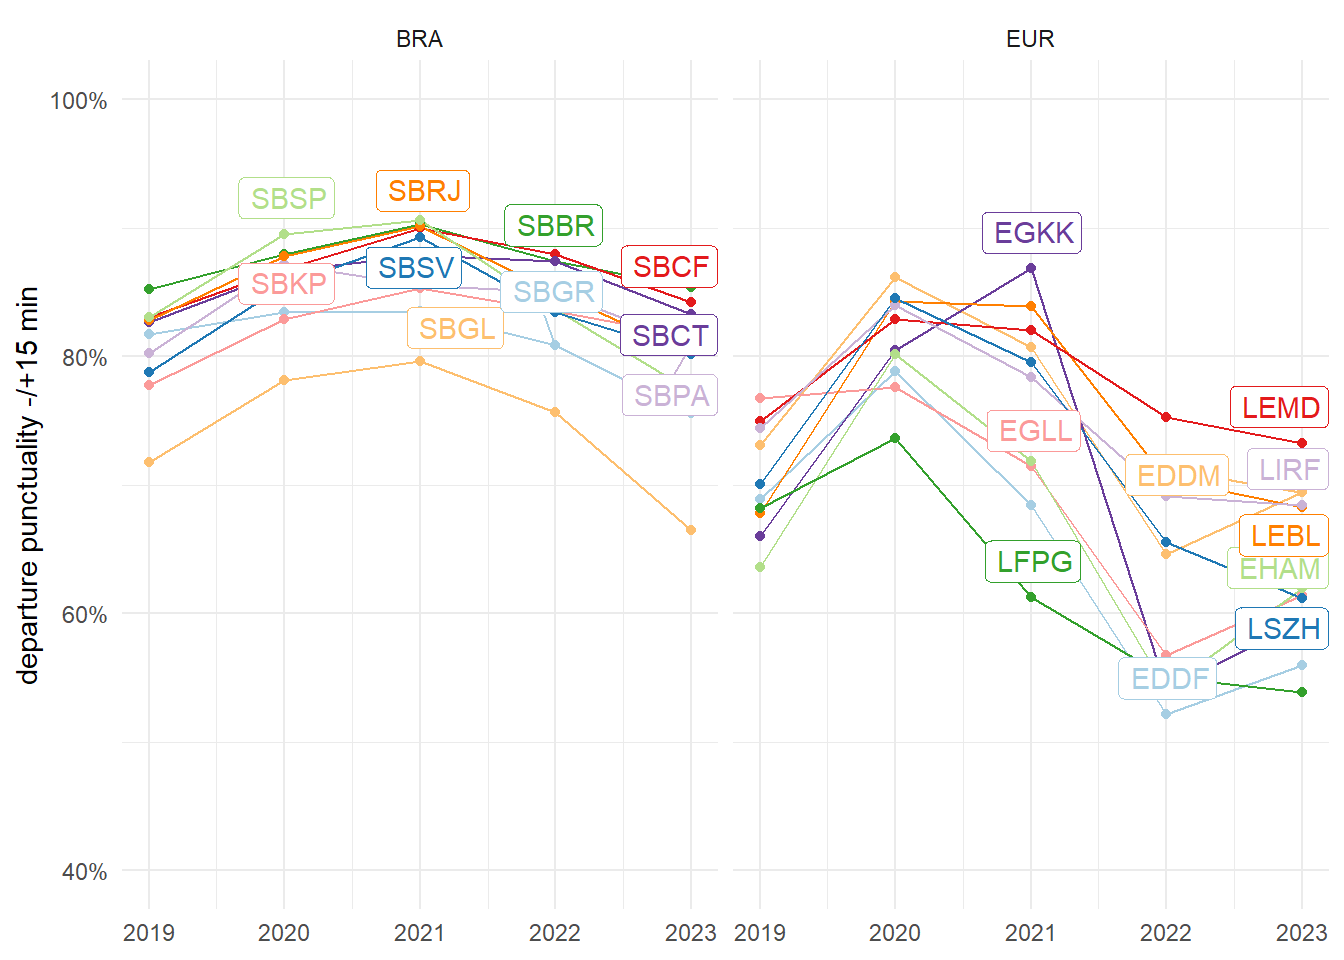 BRA
EUR
departure punctuality -/+15 min
100%
80%
60%
40%
SBSP
SBRJ
SBBR
SBCF
SBSV
SBKP
SBGR
SBGL
SBCT
SBPA
EGKK
LEMD
EGLL
LIRF
EDDM
LEBL
LFPG
EHAM
LSZH
EDDF
2019
2020
2021
2022
2023
2019
2020
2021
2022
2023